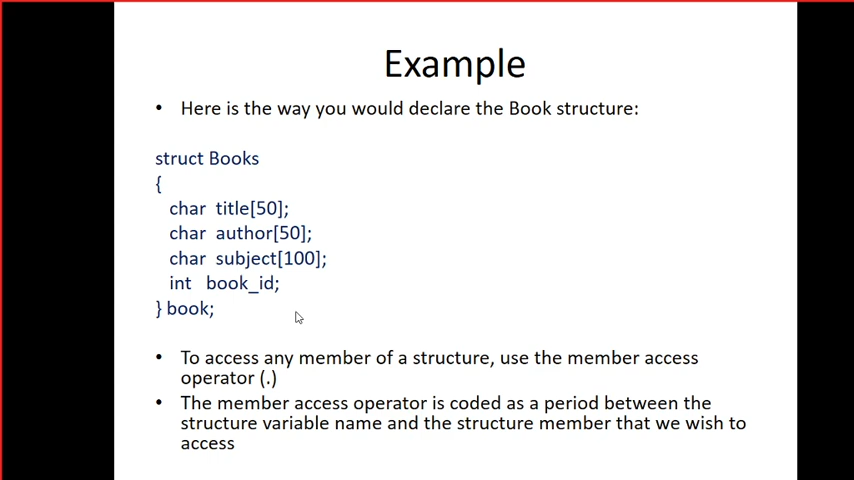 Example
• Here is the way you would declare the Book structure:
struct Books
{
char title[50];
char author[50];
char subject[100];
int book_id;
} book;
• To access any member of a structure, use the member access
operator (.)
• The member access operator is coded as a period between the
structure variable name and the structure member that we wish to
access